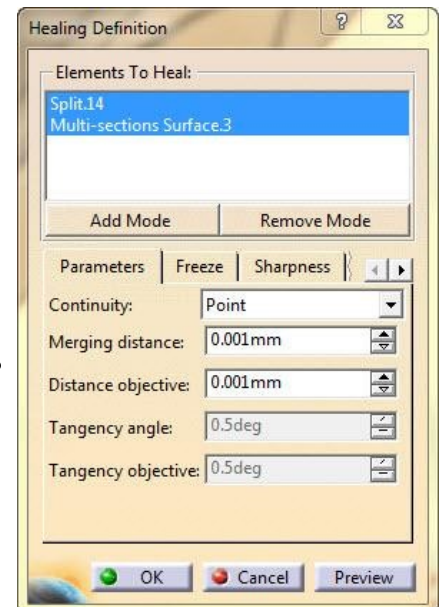 Healing Definition
Elements To Heal:
Split.14
Multi-sections Surface.3
Add Mode Remove Mode
Parameters Freeze Sharpness
Continuity: Point
Merging distance: 0.001mm
Distance objective: 0.001mm
Tangency angle: 0.5deg
Tangency objective: 0.5deg
OK Cancel Preview